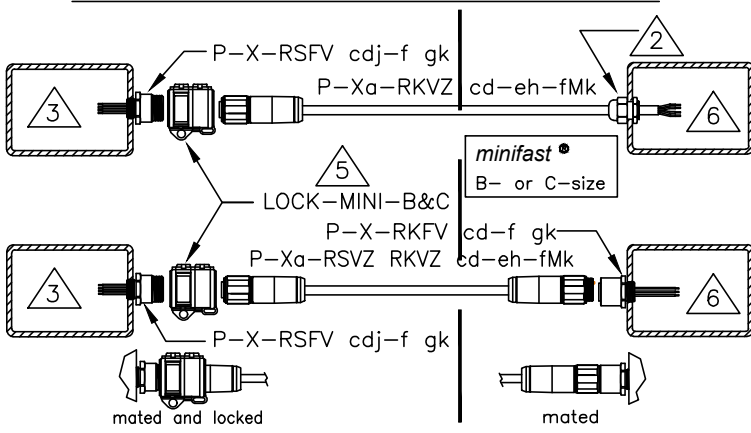 P-X-RSFV cdj-f gk
2
P-Xa-RKVZ cd-eh-fMk
3
6
minifast ®
B- or C-size
5
LOCK-MINI-B&C
P-X-RKFV cd-f gk
P-Xa-RSVZ RKVZ cd-eh-fMk
3
6
P-X-RSFV cdj-f gk
mated and locked
mated